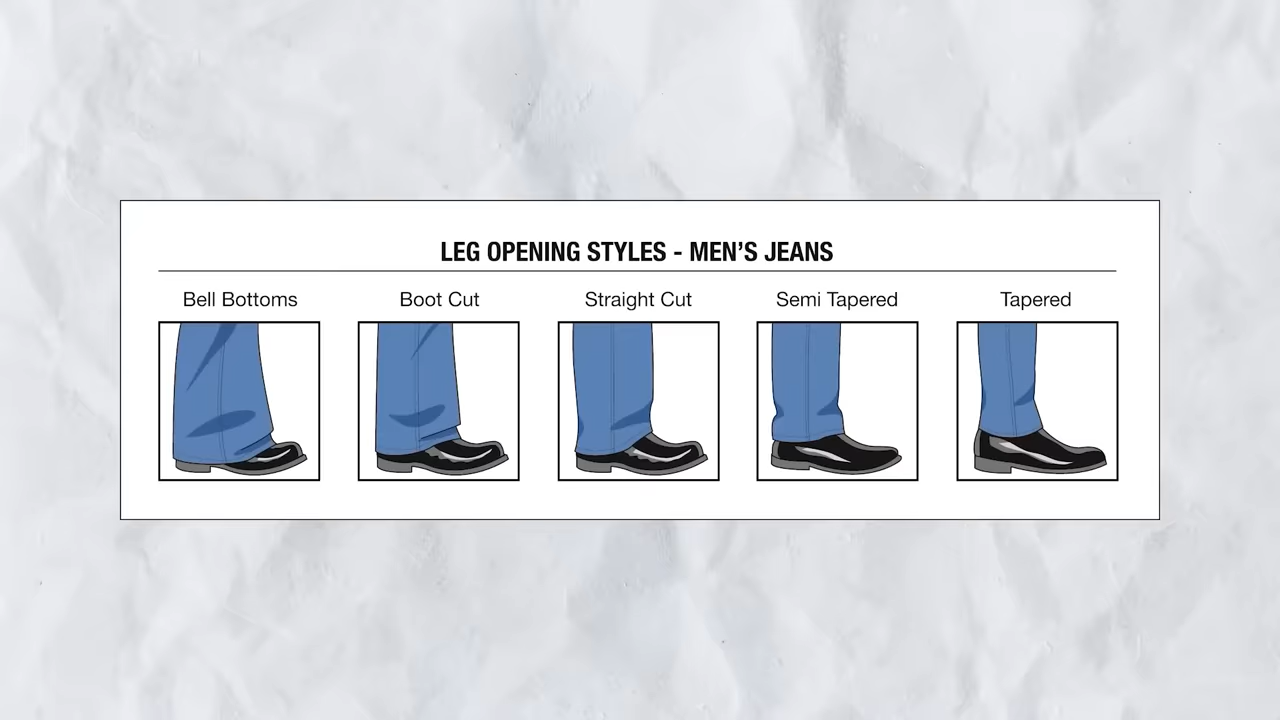 LEG OPENING STYLES - MEN'S JEANS
Bell Bottoms
Boot Cut
Straight Cut
Semi Tapered
Tapered